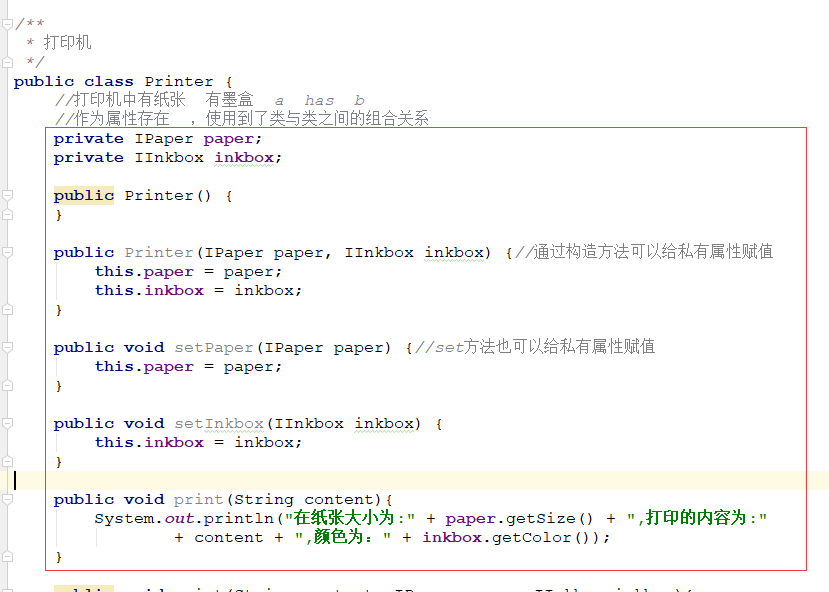 /**
 * 打印机
 */
public class Printer {
    //打印机中有纸张  有墨盒  a  has  b
    //作为属性存在 ，使用到了类与类之间的组合关系
    private IPaper paper;
    private IInkbox inkbox;

    public Printer() {
    }

    public Printer(IPaper paper, IInkbox inkbox) {//通过构造方法可以给私有属性赋值
        this.paper = paper;
        this.inkbox = inkbox;
    }

    public void setPaper(IPaper paper) {//set方法也可以给私有属性赋值
        this.paper = paper;
    }

    public void setInkbox(IInkbox inkbox) {
        this.inkbox = inkbox;
    }

    public void print(String content){
        System.out.println("在纸张大小为:" + paper.getSize() + ",打印的内容为:"
                + content + ",颜色为：" + inkbox.getColor());
    }